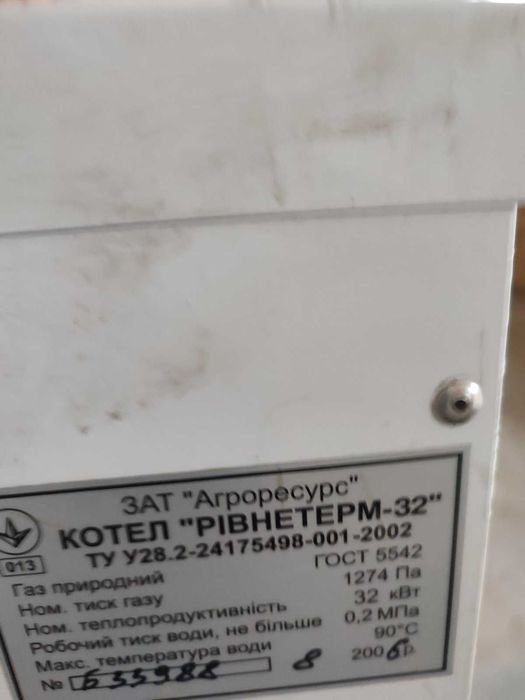 ЗАТ "Агроресурс"
КОТЕЛ "РІВНЕТЕРМ-32"
ТУ У28.2-24175498-001-2002
013
Газ природний ГОСТ 5542
Ном. тиск газу 1274 Па
Ном. теплопродуктивність 32 кВт
Робочий тиск води, не більше 0,2 МПа
Макс. температура води 90°С
№ Б35988 8 2006р.